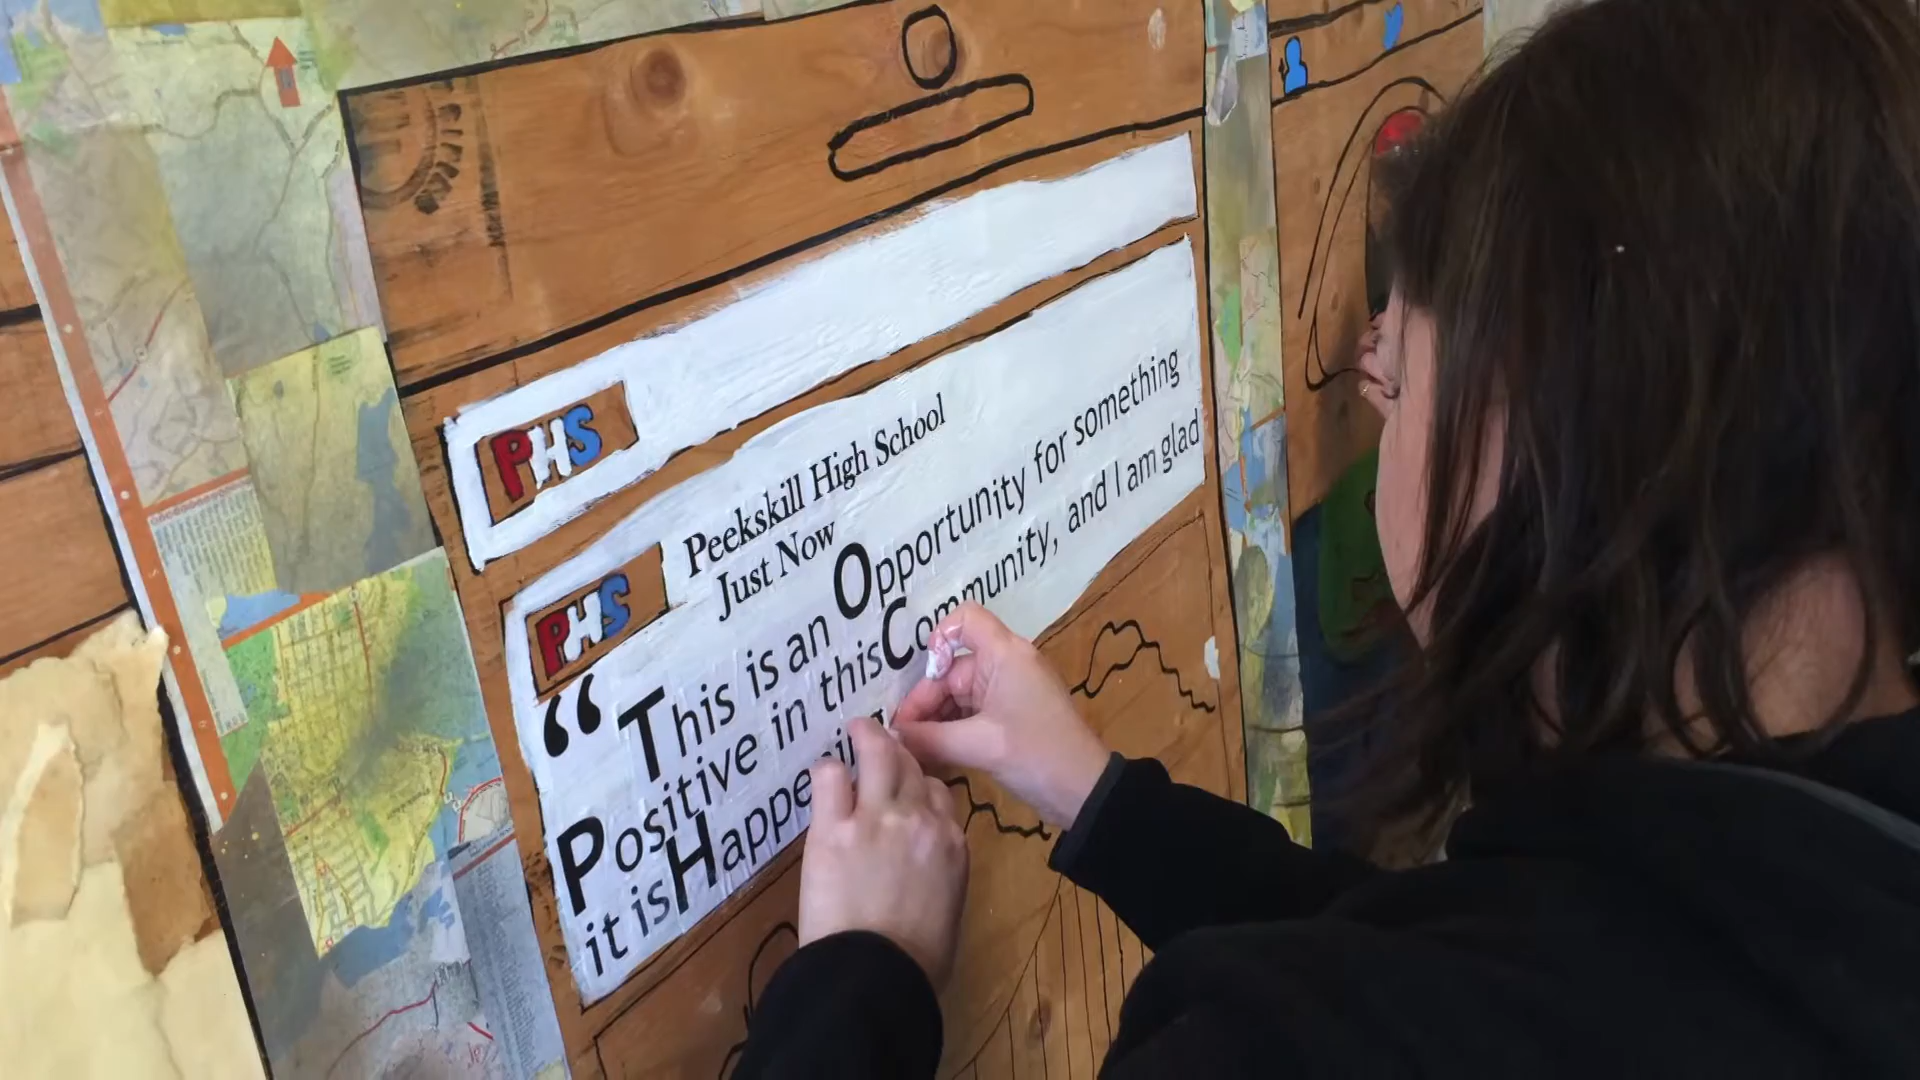 PHS
PHS
Peekskill High School
Just Now
“This is an Opportunity for something
Positive in this Community, and I am glad
it is